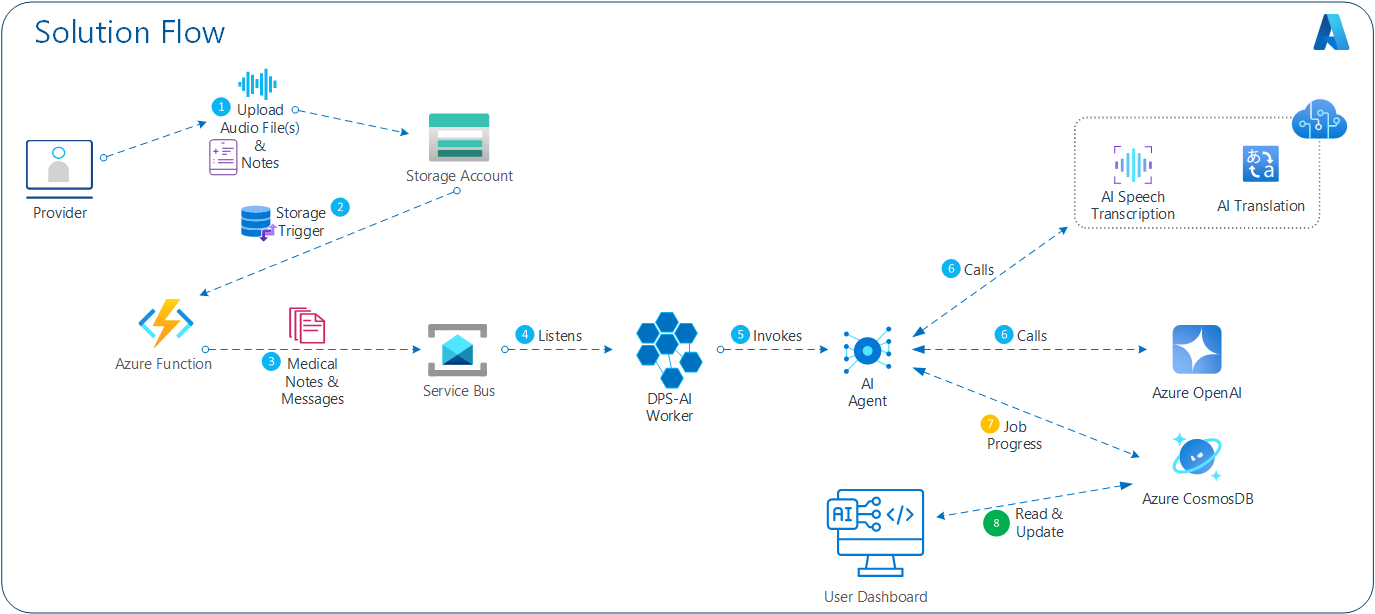 Solution Flow
1 Upload
Audio File(s)
&
Notes
Provider
Storage Account
Storage 2
Trigger
Azure Function
3 Medical
Notes &
Messages
Service Bus
4 Listens
DPS-AI
Worker
5 Invokes
AI
Agent
6 Calls
AI Speech
Transcription
あ
a
AI Translation
6 Calls
Azure OpenAI
7 Job
Progress
Azure CosmosDB
8 Read &
Update
AI </>
User Dashboard